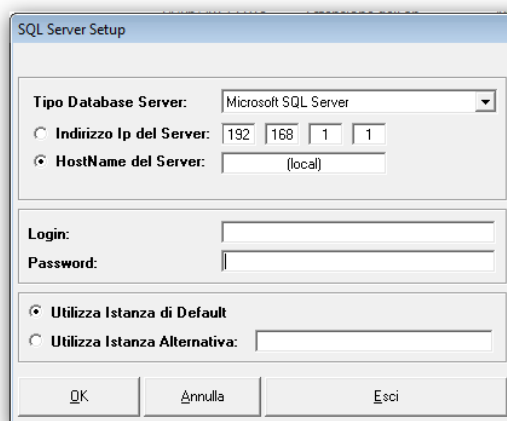 SQL Server Setup
Tipo Database Server: Microsoft SQL Server
Indirizzo Ip del Server: 192 168 1 1
HostName del Server: (local)
Login:
Password:
Utilizza Istanza di Default
Utilizza Istanza Alternativa:
OK Annulla Esci